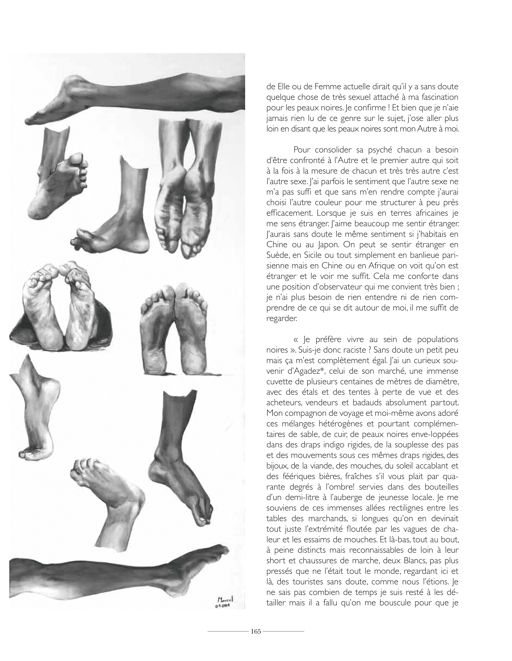 de Elle ou de Femme actuelle dirait qu'il y a sans doute
quelque chose de très sexuel attaché à ma fascination
pour les peaux noires. Je confirme ! Et bien que je n'aie
jamais rien lu de ce genre sur le sujet, j'ose aller plus
loin en disant que les peaux noires sont mon Autre à moi.
Pour consolider sa psyché chacun a besoin
d'être confronté à l'Autre et le premier autre qui soit
à la fois à la mesure de chacun et très très autre c'est
l'autre sexe. J'ai parfois le sentiment que l'autre sexe ne
m'a pas suffi et que sans m'en rendre compte j'aurai
choisi l'autre couleur pour me structurer à peu près
efficacement. Lorsque je suis en terres africaines je
me sens étranger. J'aime beaucoup me sentir étranger.
J'aurais sans doute le même sentiment si j'habitais en
Chine ou au Japon. On peut se sentir étranger en
Suède, en Sicile ou tout simplement en banlieue pari-
sienne mais en Chine ou en Afrique on voit qu'on est
étranger et le voir me suffit. Cela me conforte dans
une position d'observateur qui me convient très bien ;
je n'ai plus besoin de rien entendre ni de rien com-
prendre de ce qui se dit autour de moi, il me suffit de
regarder.
« Je préfère vivre au sein de populations
noires ». Suis-je donc raciste ? Sans doute un petit peu
mais ça m'est complètement égal. J'ai un curieux sou-
venir d'Agadez*, celui de son marché, une immense
cuvette de plusieurs centaines de mètres de diamètre,
avec des étals et des tentes à perte de vue et des
acheteurs, vendeurs et badauds absolument partout.
Mon compagnon de voyage et moi-même avons adoré
ces mélanges hétérogènes et pourtant complémen-
taires de sable, de cuir, de peaux noires enve-loppées
dans des draps indigo rigides, de la souplesse des pas
et des mouvements sous ces mêmes draps rigides, des
bijoux, de la viande, des mouches, du soleil accablant et
des féériques bières, fraîches s'il vous plait par qua-
rante degrés à l'ombre! servies dans des bouteilles
d'un demi-litre à l'auberge de jeunesse locale. Je me
souviens de ces immenses allées rectilignes entre les
tables des marchands, si longues qu'on en devinait
tout juste l'extrémité floutée par les vagues de cha-
leur et les essaims de mouches. Et là-bas, tout au bout,
à peine distincts mais reconnaissables de loin à leur
short et chaussures de marche, deux Blancs, pas plus
pressés que ne l'était tout le monde, regardant ici et
là, des touristes sans doute, comme nous l'étions. Je
ne sais pas combien de temps je suis resté à les dé-
tailler mais il a fallu qu'on me bouscule pour que je
Marcel
165